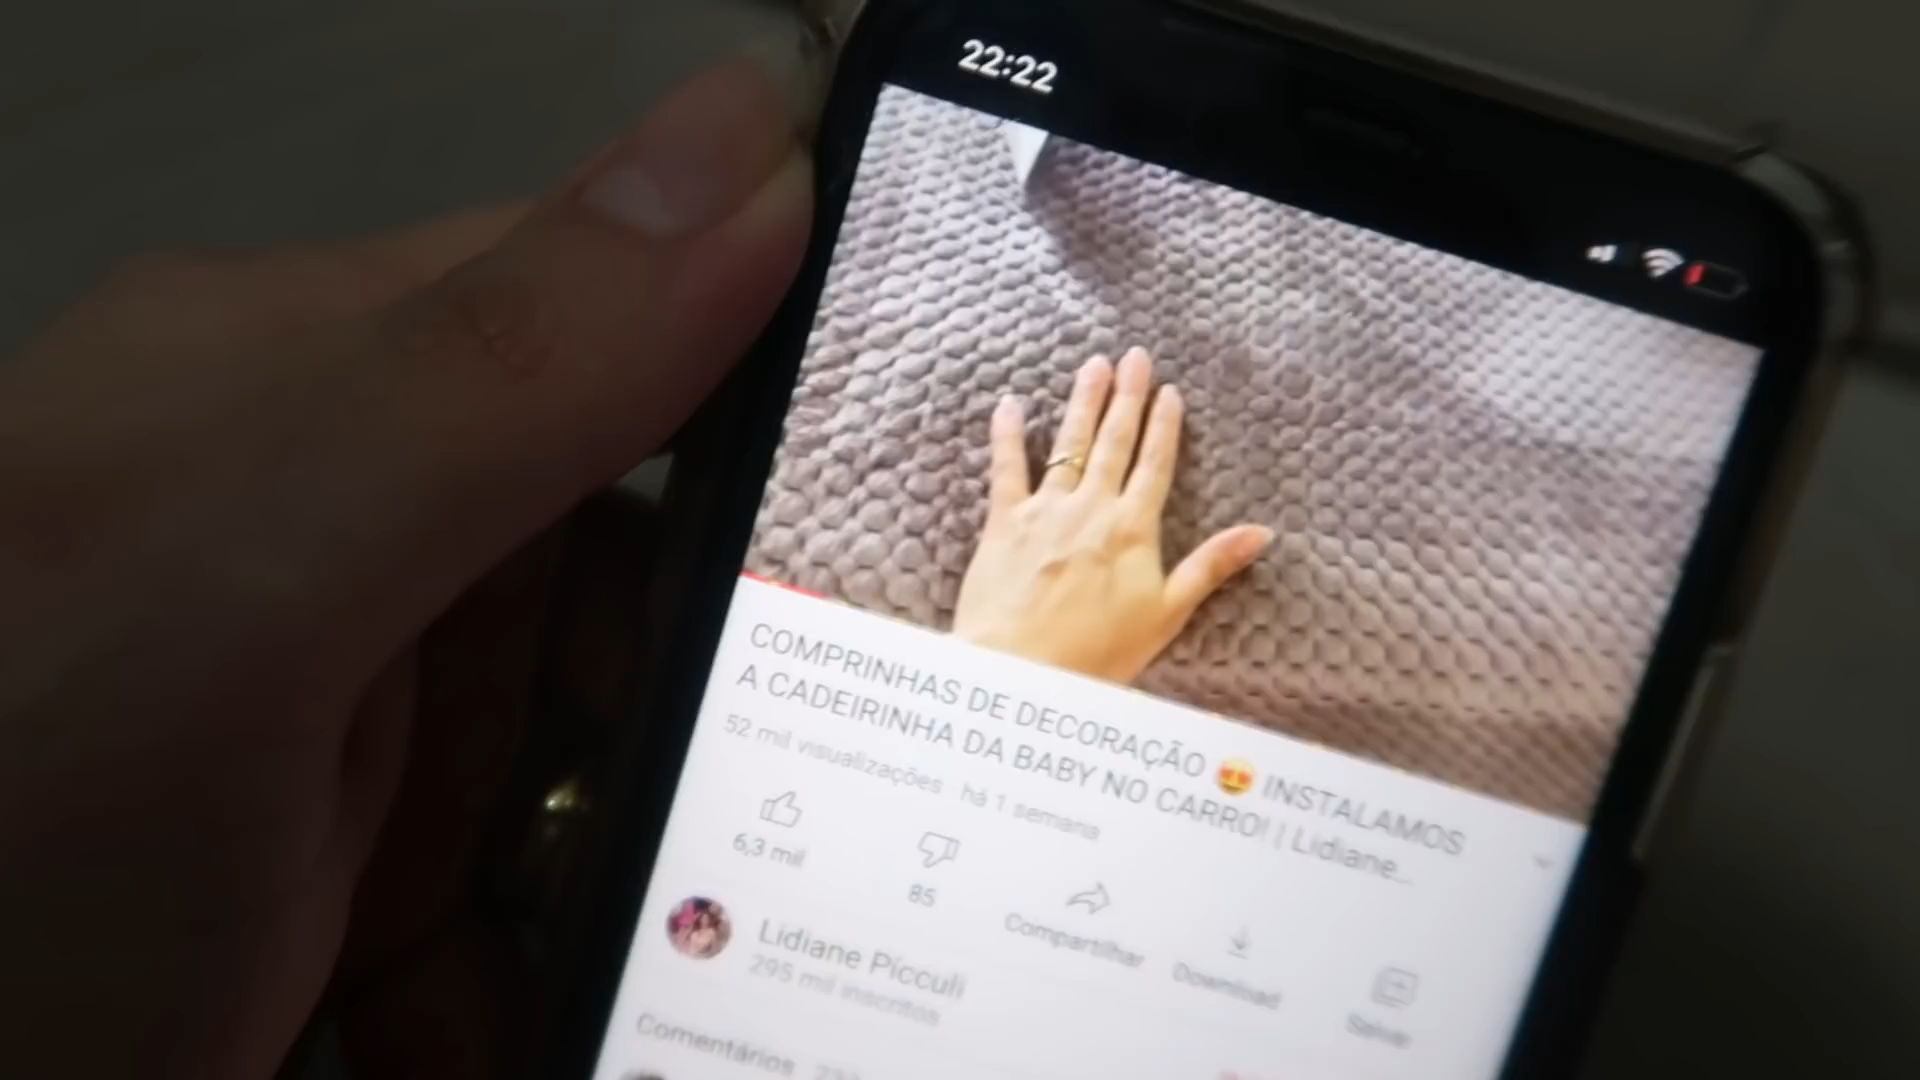 22:22
COMPRINHAS DE DECORAÇÃO 😍 INSTALAMOS
A CADEIRINHA DA BABY NO CARRO! | Lidiane...
52 mil visualizações há 1 semana
6,3 mil
85
Compartilhar
Download
Salvar
Lidiane Picculi
295 mil inscritos
Comentários